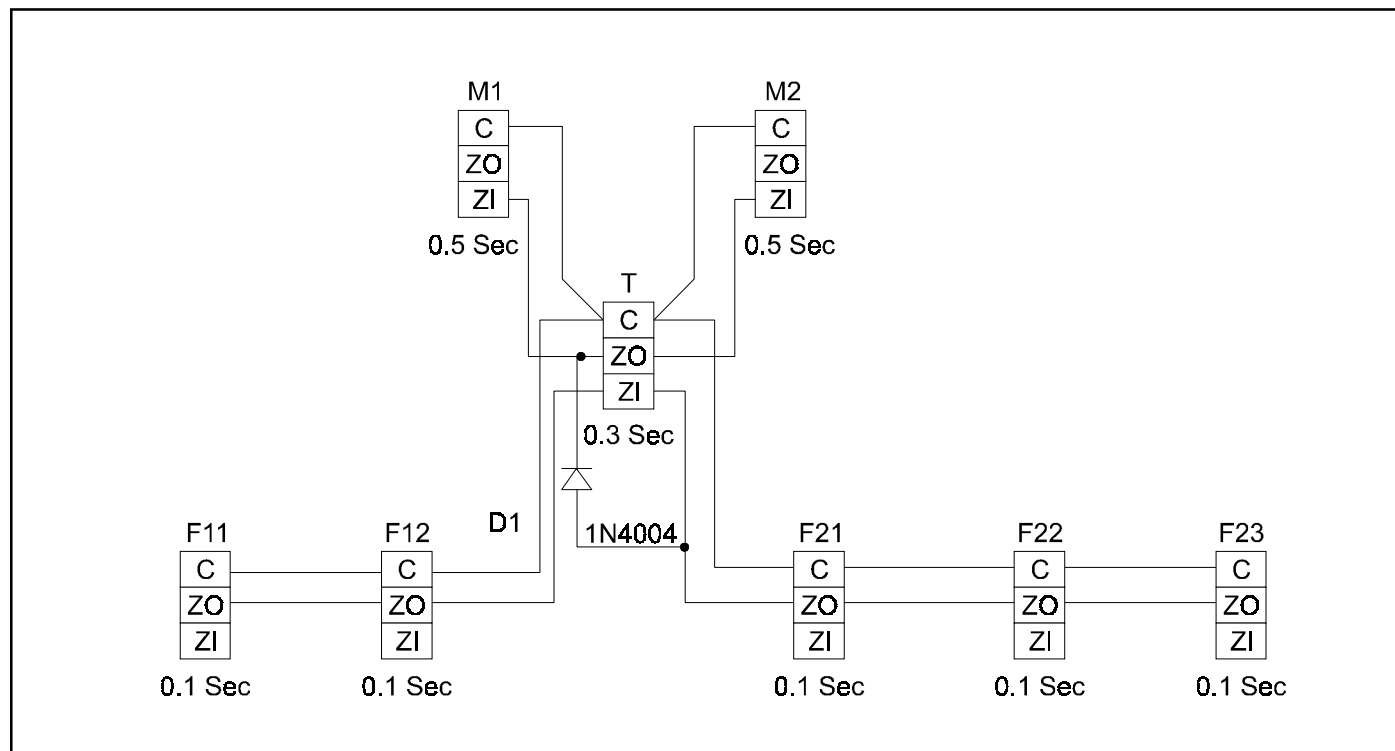 M1 M2
C C
ZO ZO
ZI ZI
0.5 Sec 0.5 Sec
T
C
ZO
ZI
0.3 Sec
D1
1N4004
F11 F12 F21 F22 F23
C C C C C
ZO ZO ZO ZO ZO
ZI ZI ZI ZI ZI
0.1 Sec 0.1 Sec 0.1 Sec 0.1 Sec 0.1 Sec